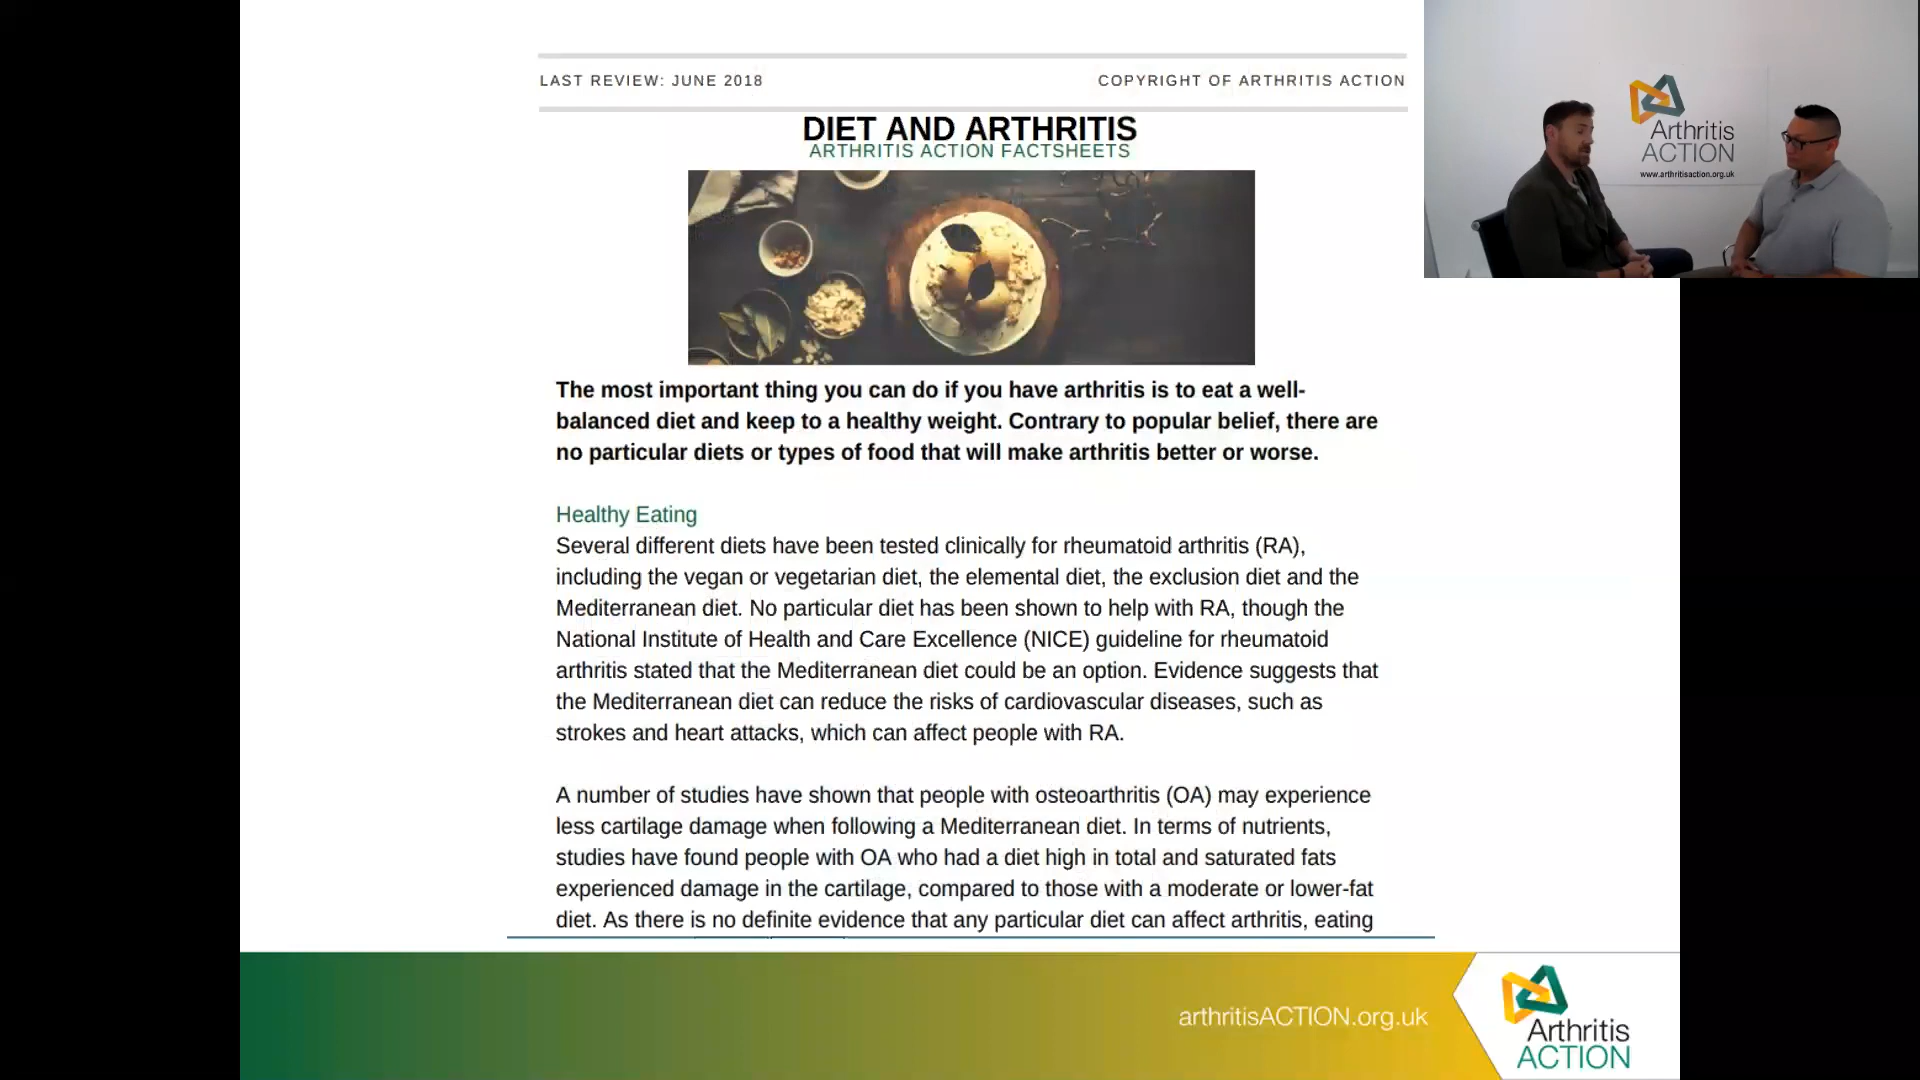 LAST REVIEW: JUNE 2018
COPYRIGHT OF ARTHRITIS ACTION
DIET AND ARTHRITIS
ARTHRITIS ACTION FACTSHEETS
The most important thing you can do if you have arthritis is to eat a well-
balanced diet and keep to a healthy weight. Contrary to popular belief, there are
no particular diets or types of food that will make arthritis better or worse.
Healthy Eating
Several different diets have been tested clinically for rheumatoid arthritis (RA),
including the vegan or vegetarian diet, the elemental diet, the exclusion diet and the
Mediterranean diet. No particular diet has been shown to help with RA, though the
National Institute of Health and Care Excellence (NICE) guideline for rheumatoid
arthritis stated that the Mediterranean diet could be an option. Evidence suggests that
the Mediterranean diet can reduce the risks of cardiovascular diseases, such as
strokes and heart attacks, which can affect people with RA.
A number of studies have shown that people with osteoarthritis (OA) may experience
less cartilage damage when following a Mediterranean diet. In terms of nutrients,
studies have found people with OA who had a diet high in total and saturated fats
experienced damage in the cartilage, compared to those with a moderate or lower-fat
diet. As there is no definite evidence that any particular diet can affect arthritis, eating
arthritisACTION.org.uk
Arthritis
ACTION
Arthritis
ACTION
www.arthritisaction.org.uk